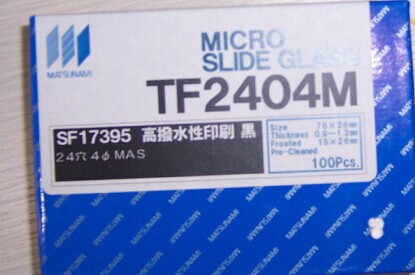 MATSUNAMI
MICRO
SLIDE GLASS
TF2404M
SF17395 高撥水性印刷 黒
24穴 4φ MAS
Size 76×26mm
Thickness 0.9~1.2mm
Frosted 15×26mm
Pre-Cleaned
100Pcs.
MATSUNAMI